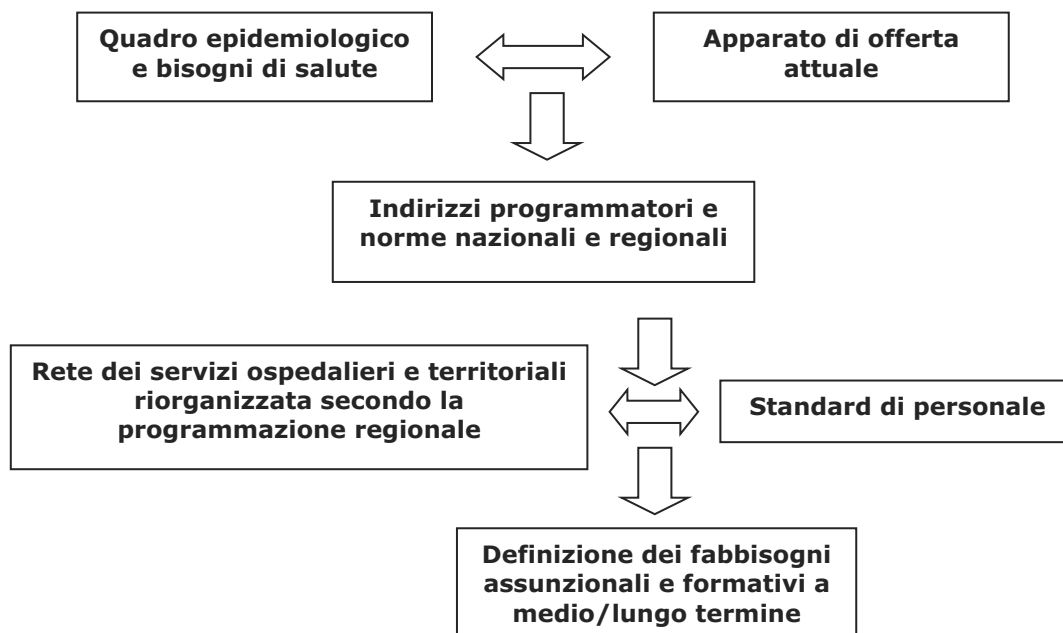 Quadro epidemiologico
e bisogni di salute
Apparato di offerta
attuale
Indirizzi programmatori e
norme nazionali e regionali
Rete dei servizi ospedalieri e territoriali
riorganizzata secondo la
programmazione regionale
Standard di personale
Definizione dei fabbisogni
assunzionali e formativi a
medio/lungo termine